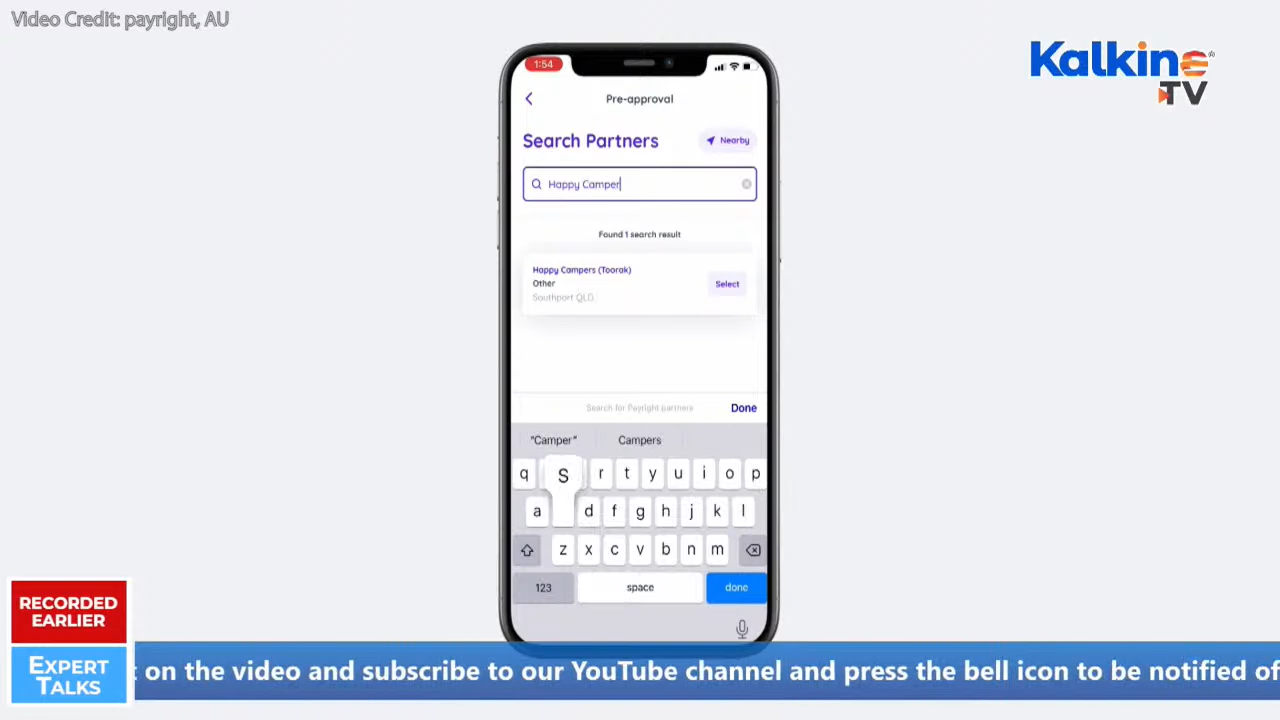 Video Credit: payright, AU
Kalkine
TV
1:54
Pre-approval
Search Partners
Nearby
Happy Camper
Found 1 search result
Happy Campers (Toorak)
Other
Southport QLD
Select
Search for Payright partners
Done
"Camper"
Campers
q S r t y u i o p
a d f g h j k l
z x c v b n m
123
space
done
RECORDED
EARLIER
EXPERT
TALKS
on the video and subscribe to our YouTube channel and press the bell icon to be notified of